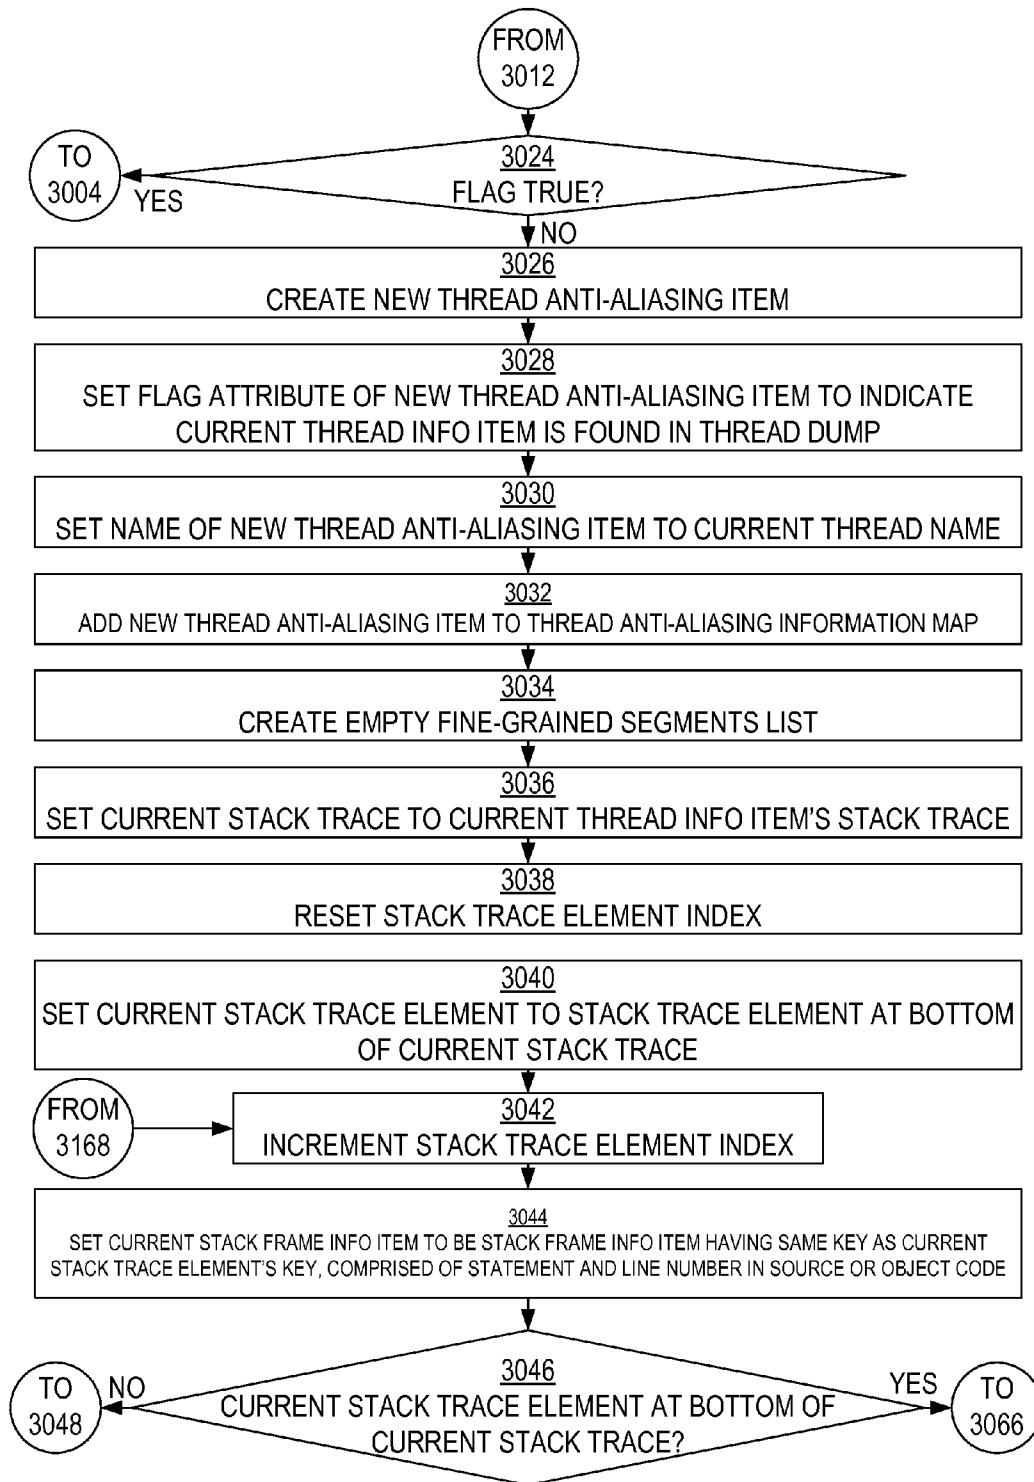 FROM
3012
TO
3004
YES
3024
FLAG TRUE?
NO
3026
CREATE NEW THREAD ANTI-ALIASING ITEM
3028
SET FLAG ATTRIBUTE OF NEW THREAD ANTI-ALIASING ITEM TO INDICATE
CURRENT THREAD INFO ITEM IS FOUND IN THREAD DUMP
3030
SET NAME OF NEW THREAD ANTI-ALIASING ITEM TO CURRENT THREAD NAME
3032
ADD NEW THREAD ANTI-ALIASING ITEM TO THREAD ANTI-ALIASING INFORMATION MAP
3034
CREATE EMPTY FINE-GRAINED SEGMENTS LIST
3036
SET CURRENT STACK TRACE TO CURRENT THREAD INFO ITEM'S STACK TRACE
3038
RESET STACK TRACE ELEMENT INDEX
3040
SET CURRENT STACK TRACE ELEMENT TO STACK TRACE ELEMENT AT BOTTOM
OF CURRENT STACK TRACE
FROM
3168
3042
INCREMENT STACK TRACE ELEMENT INDEX
3044
SET CURRENT STACK FRAME INFO ITEM TO BE STACK FRAME INFO ITEM HAVING SAME KEY AS CURRENT
STACK TRACE ELEMENT'S KEY, COMPRISED OF STATEMENT AND LINE NUMBER IN SOURCE OR OBJECT CODE
TO
3048
NO
3046
CURRENT STACK TRACE ELEMENT AT BOTTOM OF
CURRENT STACK TRACE?
YES
TO
3066